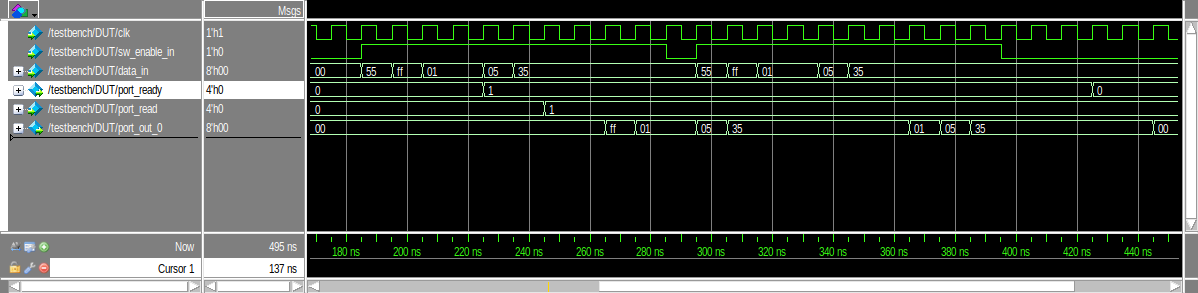 Msgs
/testbench/DUT/clk 1'h1
/testbench/DUT/sw_enable_in 1'h0
/testbench/DUT/data_in 8'h00 00 55 ff 01 05 35 55 ff 01 05 35
/testbench/DUT/port_ready 4'h0 0 1 0
/testbench/DUT/port_read 4'h0 0 1
/testbench/DUT/port_out_0 8'h00 00 ff 01 05 35 01 05 35 00
Now 495 ns 180 ns 200 ns 220 ns 240 ns 260 ns 280 ns 300 ns 320 ns 340 ns 360 ns 380 ns 400 ns 420 ns 440 ns
Cursor 1 137 ns